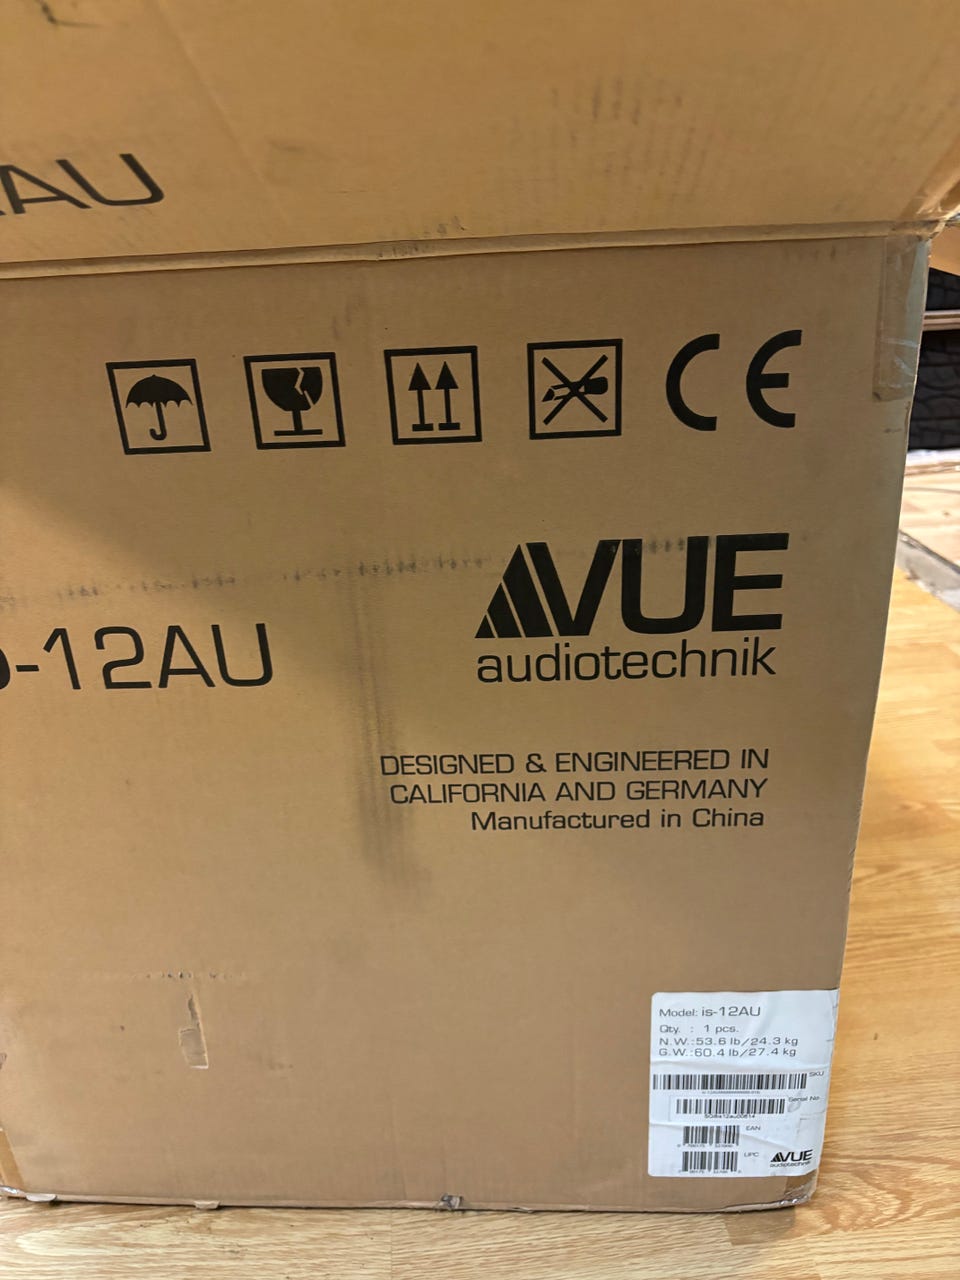 AU
CE
VUE
audiotechnik
-12AU
DESIGNED & ENGINEERED IN
CALIFORNIA AND GERMANY
Manufactured in China
Model: is-12AU
Qty. : 1 pcs.
N.W.:53.6 lb/24.3 kg
G.W.:60.4 lb/27.4 kg
SKU
Serial No
EAN
UPC
VUE
audiotechnik